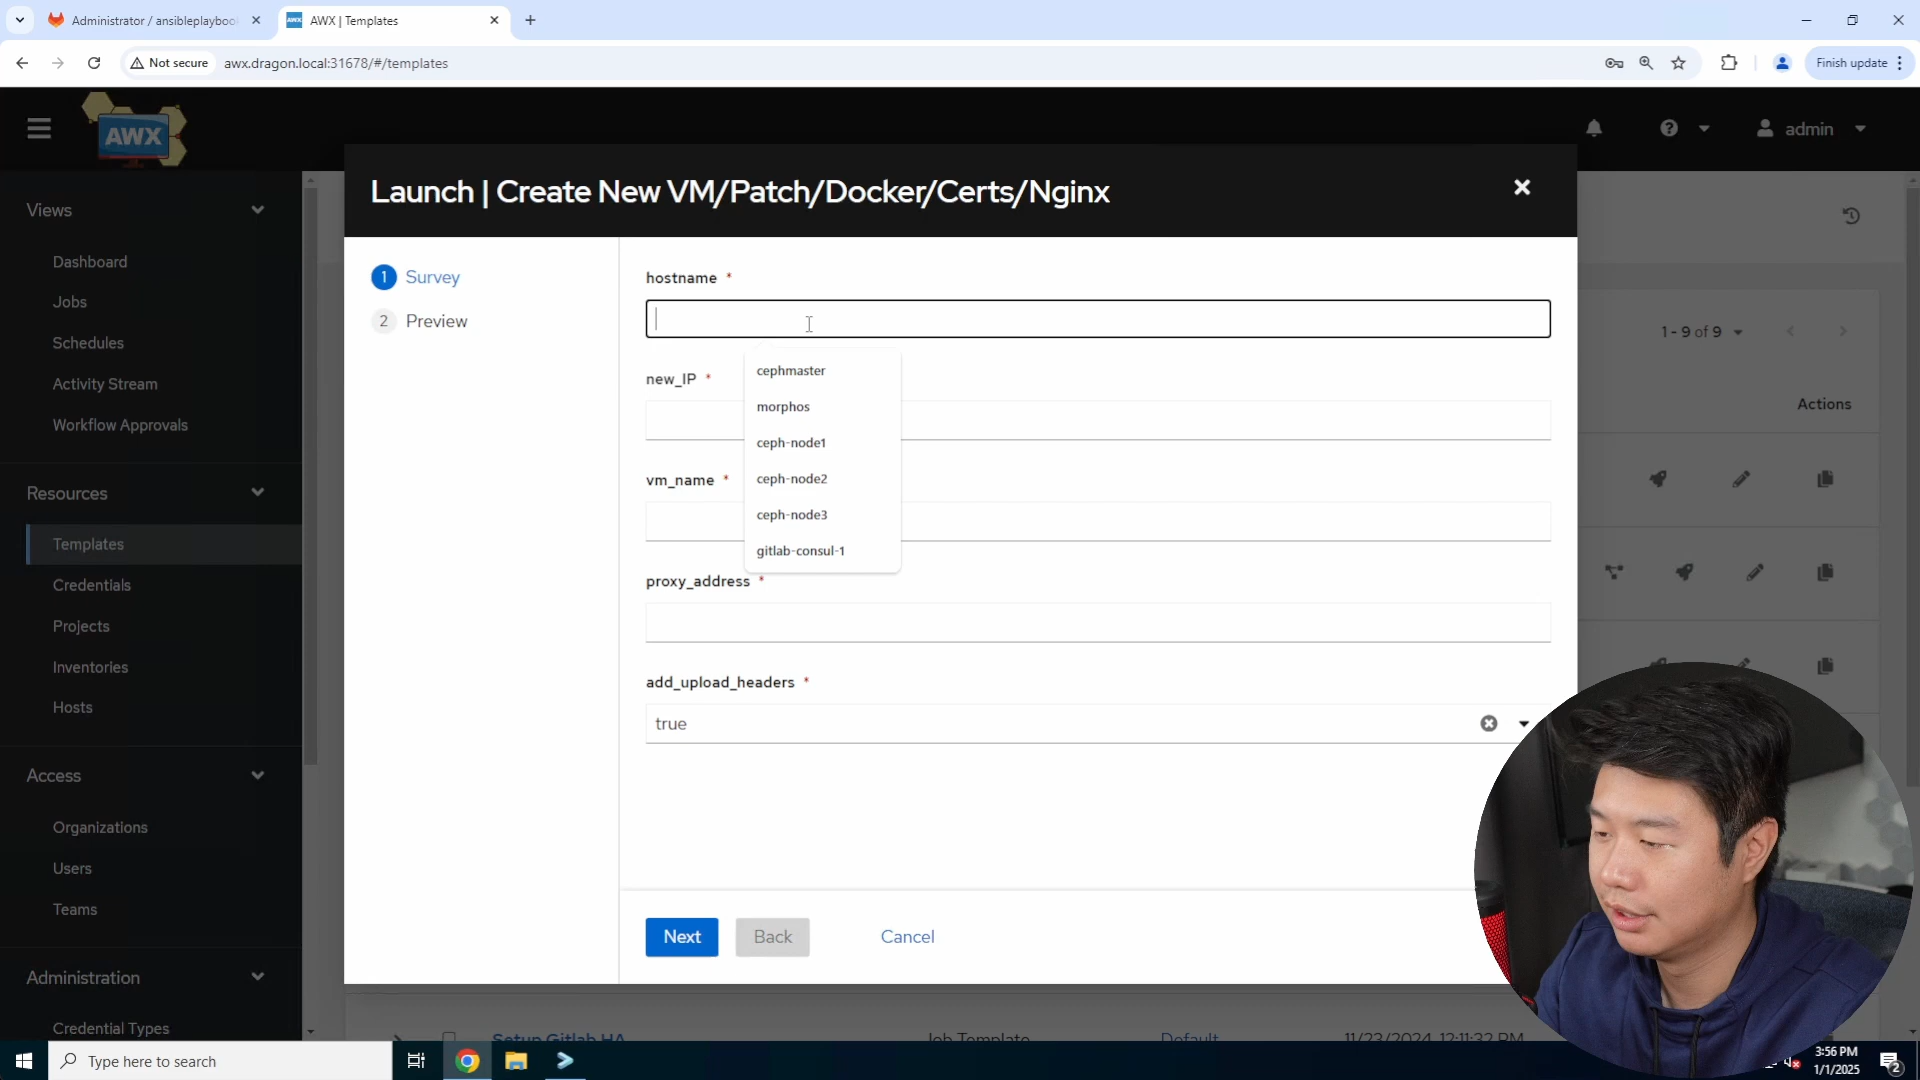 Administrator / ansibleplaybook
AWX | Templates
Not secure
awx.dragon.local:31678/#/templates
Finish update
AWX
admin
Launch | Create New VM/Patch/Docker/Certs/Nginx
Views
Dashboard
Jobs
Schedules
Activity Stream
Workflow Approvals
Resources
Templates
Credentials
Projects
Inventories
Hosts
Access
Organizations
Users
Teams
Administration
Credential Types
1 Survey
2 Preview
hostname *
cephmaster
morphos
ceph-node1
ceph-node2
ceph-node3
gitlab-consul-1
new_IP *
vm_name *
proxy_address *
add_upload_headers *
true
Next
Back
Cancel
1 - 9 of 9
Actions
Setup Gitlab HA
Job Template
Default
11/23/2024, 12:11:32 PM
Type here to search
3:56 PM
1/1/2025
2